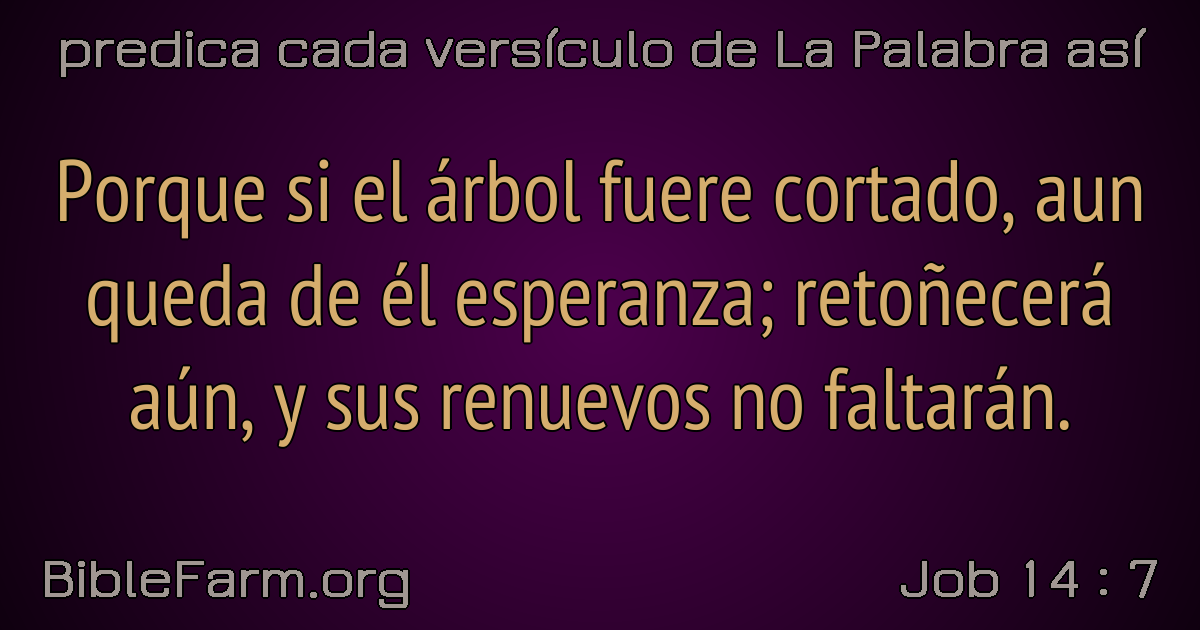 predica cada versículo de La Palabra así
Porque si el árbol fuere cortado, aun
queda de él esperanza; retoñecerá
aún, y sus renuevos no faltarán.
BibleFarm.org
Job 14 : 7